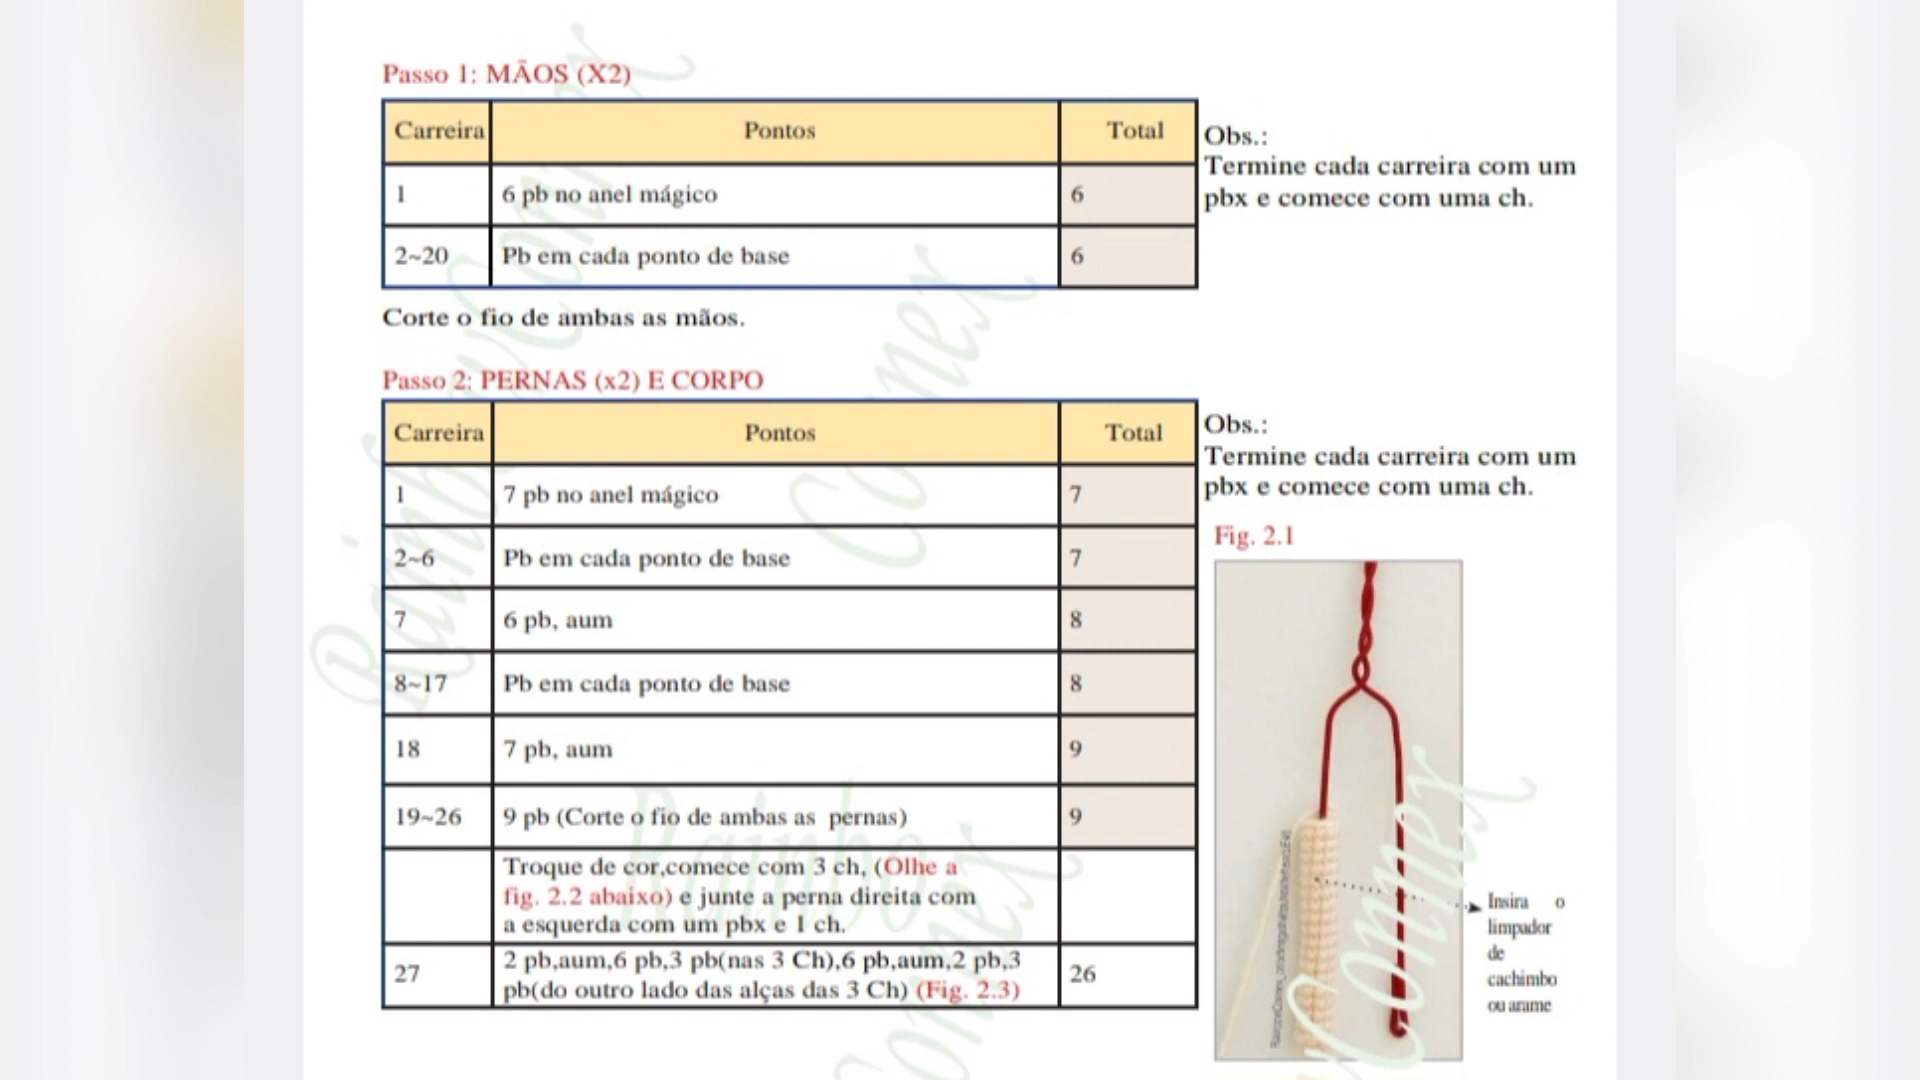 Passo 1: MÃOS (X2)
Carreira Pontos Total
1 6 pb no anel mágico 6
2~20 Pb em cada ponto de base 6
Obs.:
Termine cada carreira com um
pbx e comece com uma ch.
Corte o fio de ambas as mãos.
Passo 2: PERNAS (x2) E CORPO
Carreira Pontos Total
1 7 pb no anel mágico 7
2~6 Pb em cada ponto de base 7
7 6 pb, aum 8
8~17 Pb em cada ponto de base 8
18 7 pb, aum 9
19~26 9 pb (Corte o fio de ambas as pernas) 9
Troque de cor,comece com 3 ch, (Olhe a
fig. 2.2 abaixo) e junte a perna direita com
a esquerda com um pbx e 1 ch.
27 2 pb,aum,6 pb,3 pb(nas 3 Ch),6 pb,aum,2 pb,3 26
pb(do outro lado das alças das 3 Ch) (Fig. 2.3)
Obs.:
Termine cada carreira com um
pbx e comece com uma ch.
Fig. 2.1
Insira o
limpador
de
cachimbo
ou arame